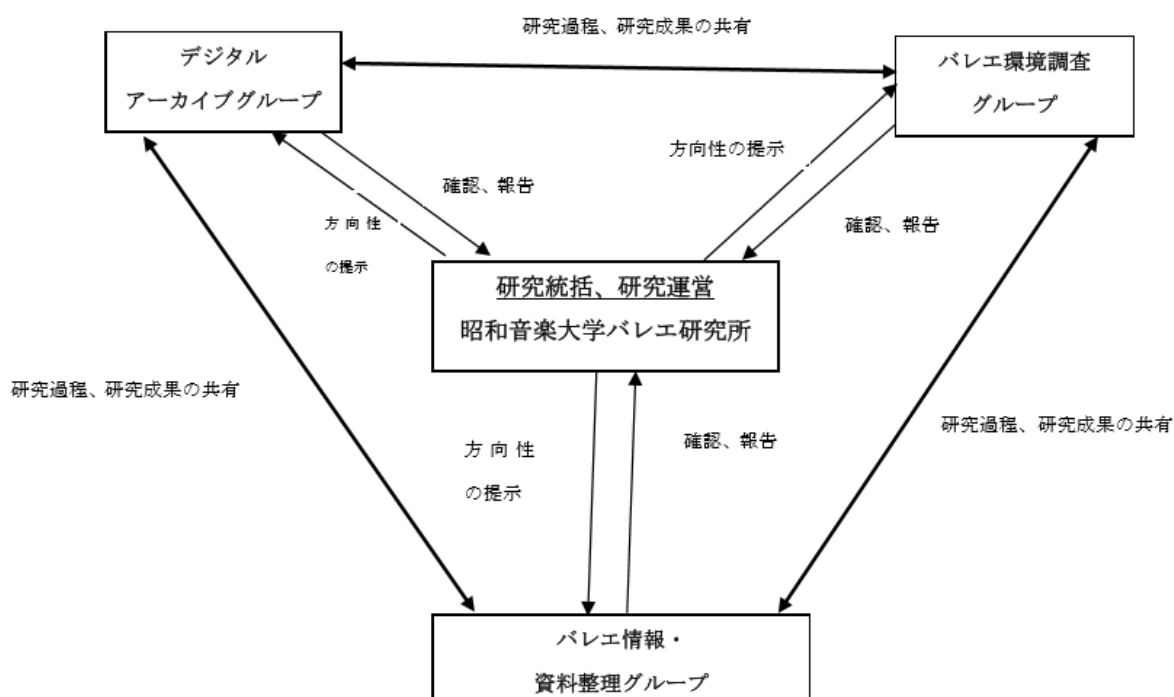 研究過程、研究成果の共有
デジタル
アーカイブグループ
バレエ環境調査
グループ
方向性の提示
確認、報告
方向性
の提示
確認、報告
研究統括、研究運営
昭和音楽大学バレエ研究所
研究過程、研究成果の共有
研究過程、研究成果の共有
方向性
の提示
確認、報告
バレエ情報・
資料整理グループ